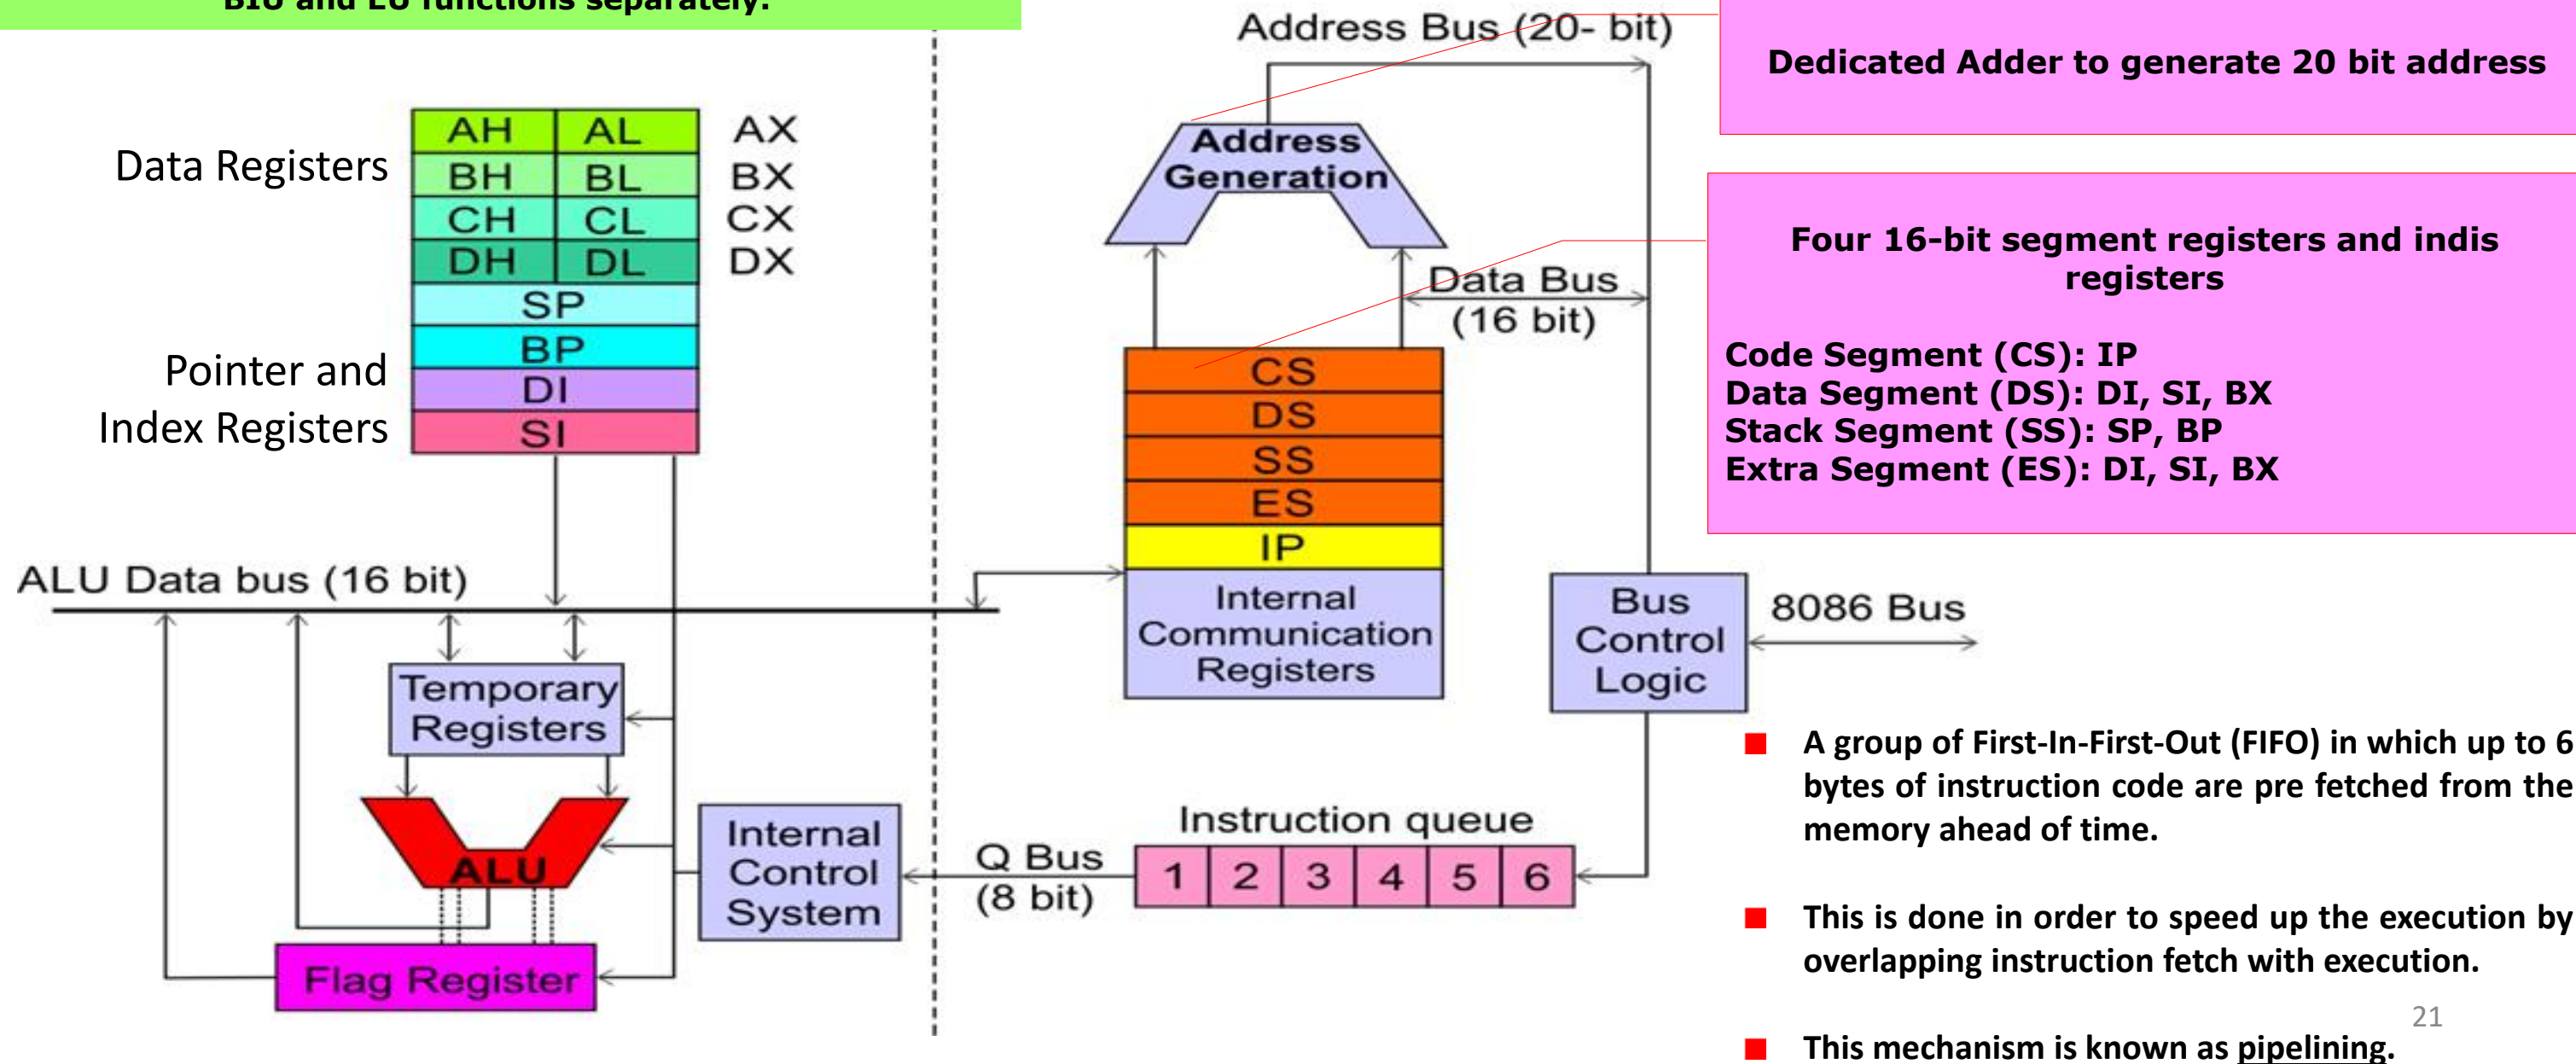 BIU and EU functions separately.
Address Bus (20- bit)
Dedicated Adder to generate 20 bit address
Data Registers
AH AL AX
BH BL BX
CH CL CX
DH DL DX
SP
BP
DI
SI
Pointer and
Index Registers
Address
Generation
Data Bus
(16 bit)
Four 16-bit segment registers and indis
registers
Code Segment (CS): IP
Data Segment (DS): DI, SI, BX
Stack Segment (SS): SP, BP
Extra Segment (ES): DI, SI, BX
CS
DS
SS
ES
IP
Internal
Communication
Registers
ALU Data bus (16 bit)
Bus
Control
Logic
8086 Bus
Temporary
Registers
ALU
Flag Register
Internal
Control
System
Q Bus
(8 bit)
Instruction queue
1 2 3 4 5 6
A group of First-In-First-Out (FIFO) in which up to 6
bytes of instruction code are pre fetched from the
memory ahead of time.
This is done in order to speed up the execution by
overlapping instruction fetch with execution.
21
This mechanism is known as pipelining.